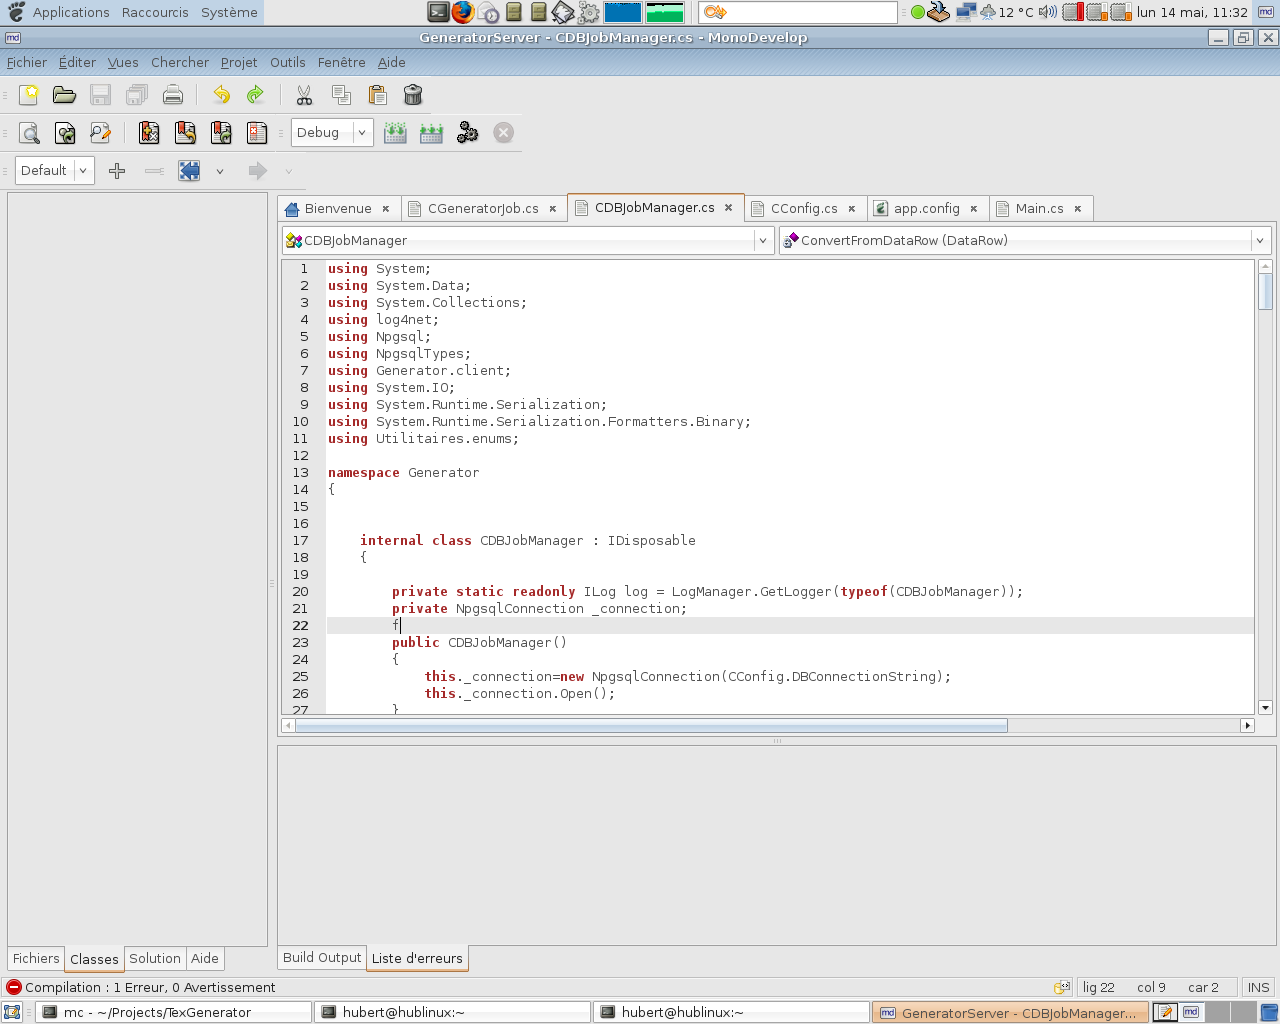 Applications Raccourcis Système 12 °C lun 14 mai, 11:32 md
md GeneratorServer - CDBJobManager.cs - MonoDevelop
Fichier Éditer Vues Chercher Projet Outils Fenêtre Aide
Debug
Default
Bienvenue CGeneratorJob.cs CDBJobManager.cs CConfig.cs app.config Main.cs
CDBJobManager ConvertFromDataRow (DataRow)
1 using System;
2 using System.Data;
3 using System.Collections;
4 using log4net;
5 using Npgsql;
6 using NpgsqlTypes;
7 using Generator.client;
8 using System.IO;
9 using System.Runtime.Serialization;
10 using System.Runtime.Serialization.Formatters.Binary;
11 using Utilitaires.enums;
12
13 namespace Generator
14 {
15
16
17 internal class CDBJobManager : IDisposable
18 {
19
20 private static readonly ILog log = LogManager.GetLogger(typeof(CDBJobManager));
21 private NpgsqlConnection _connection;
22 f
23 public CDBJobManager()
24 {
25 this._connection=new NpgsqlConnection(CConfig.DBConnectionString);
26 this._connection.Open();
27 }
Fichiers Classes Solution Aide Build Output Liste d'erreurs
Compilation : 1 Erreur, 0 Avertissement lig 22 col 9 car 2 INS
mc - ~/Projects/TexGenerator hubert@hublinux:~ hubert@hublinux:~ md GeneratorServer - CDBJobManager... md md